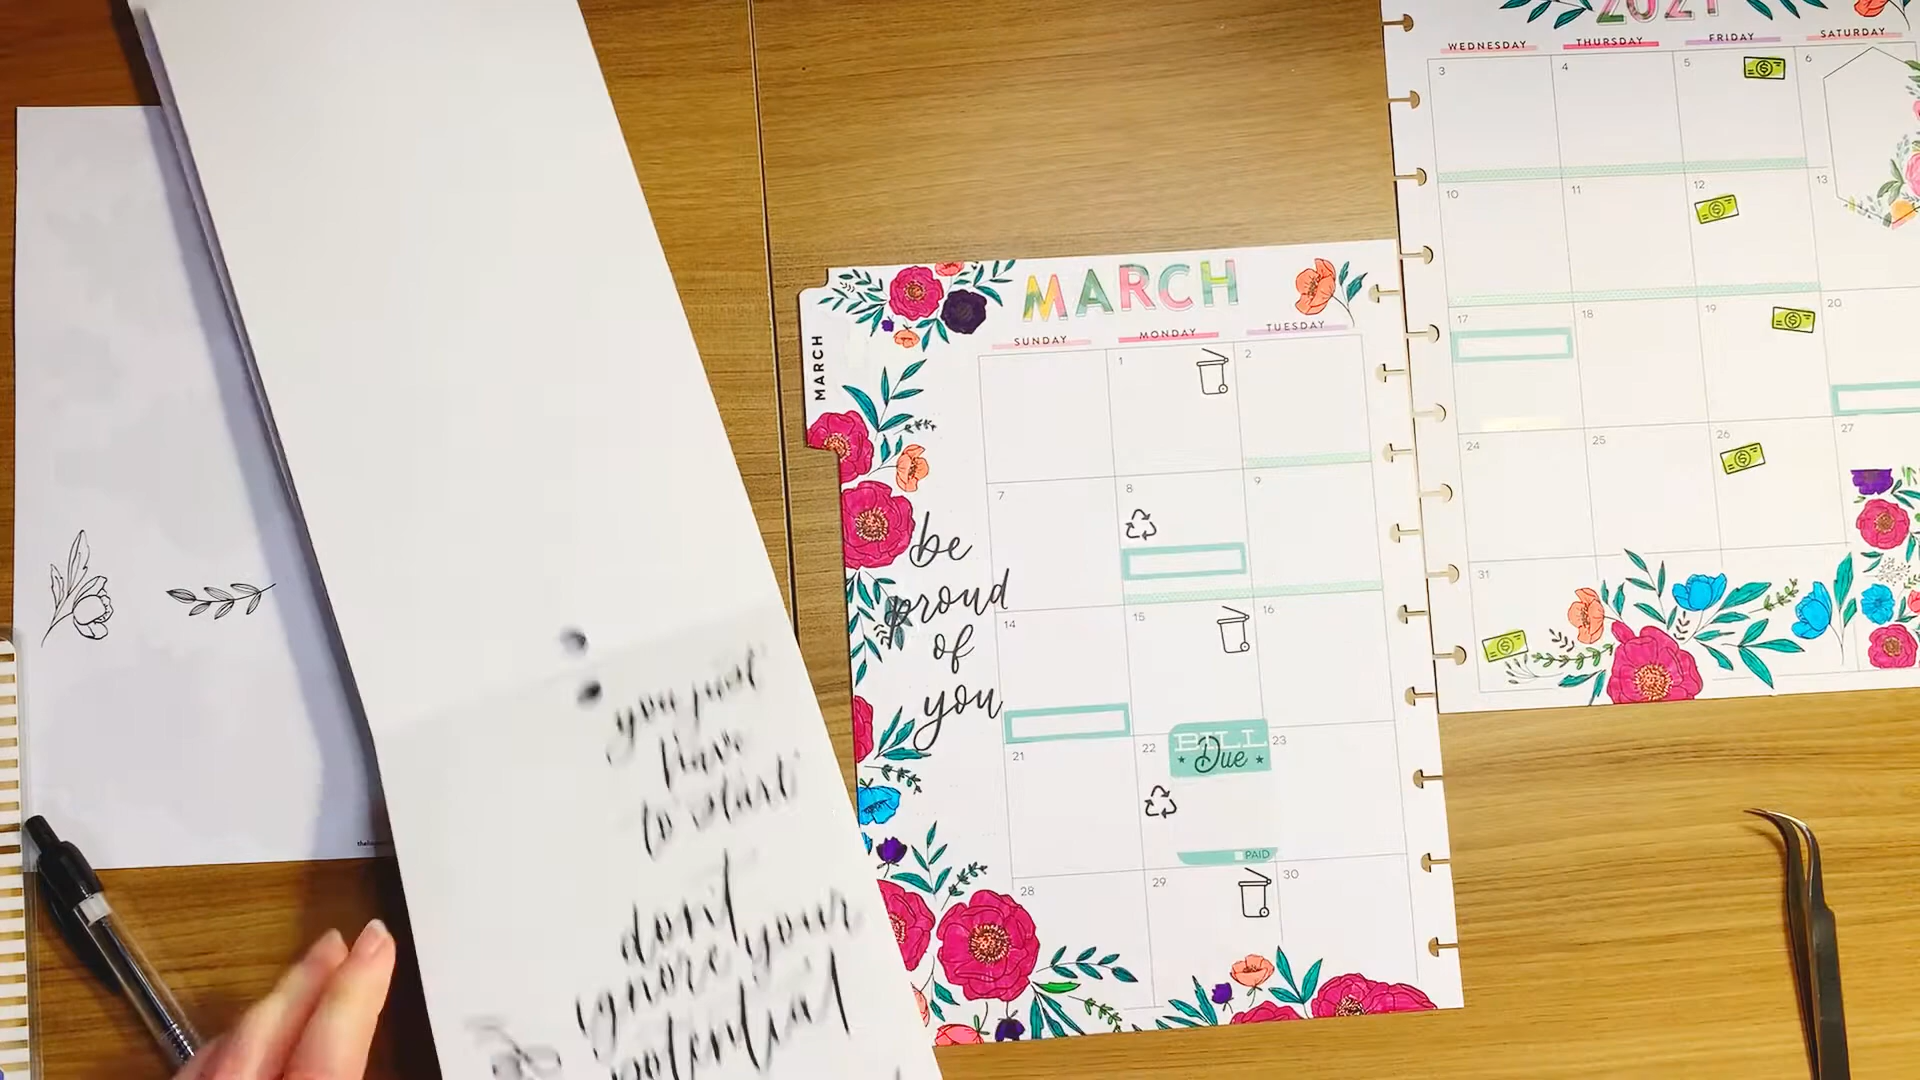 2021
WEDNESDAY THURSDAY FRIDAY SATURDAY
3 4 5 6
10 11 12 13
17 18 19 20
24 25 26 27
31
MARCH
MARCH
SUNDAY MONDAY TUESDAY
1 2
7 8 9
14 15 16
21 22 23
28 29 30
be
proud
of
you
BILL
Due
PAID
you just
have
to start
don't
ignore your
potential